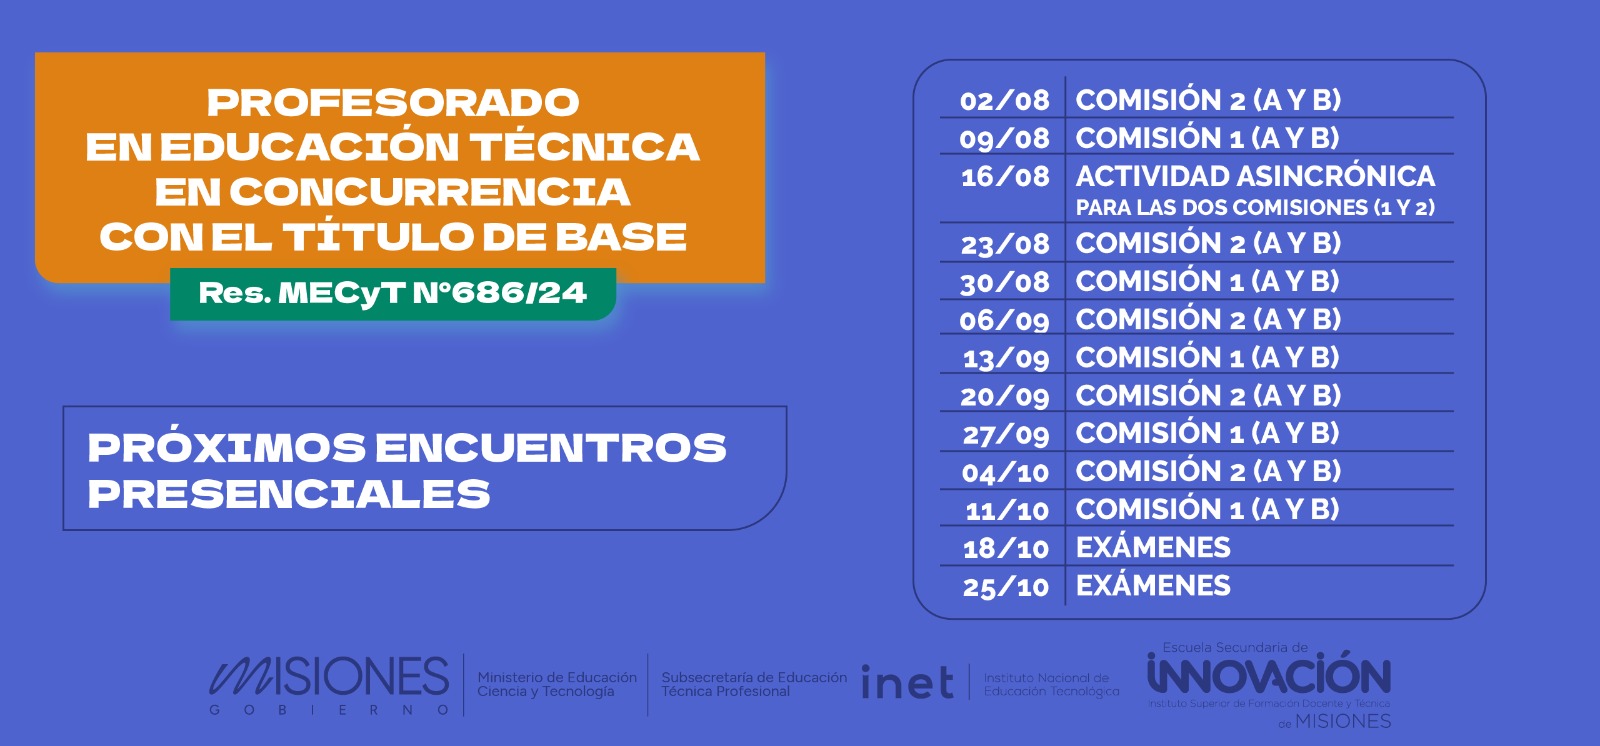 PROFESORADO
EN EDUCACIÓN TÉCNICA
EN CONCURRENCIA
CON EL TÍTULO DE BASE
Res. MECyT N°686/24
PRÓXIMOS ENCUENTROS
PRESENCIALES
02/08 COMISIÓN 2 (A Y B)
09/08 COMISIÓN 1 (A Y B)
16/08 ACTIVIDAD ASINCRÓNICA
PARA LAS DOS COMISIONES (1 Y 2)
23/08 COMISIÓN 2 (A Y B)
30/08 COMISIÓN 1 (A Y B)
06/09 COMISIÓN 2 (A Y B)
13/09 COMISIÓN 1 (A Y B)
20/09 COMISIÓN 2 (A Y B)
27/09 COMISIÓN 1 (A Y B)
04/10 COMISIÓN 2 (A Y B)
11/10 COMISIÓN 1 (A Y B)
18/10 EXÁMENES
25/10 EXÁMENES
MISIONES
GOBIERNO
Ministerio de Educación
Ciencia y Tecnología
Subsecretaría de Educación
Técnica Profesional
inet
Instituto Nacional de
Educación Tecnológica
Escuela Secundaria de
iNNOVACIÓN
Instituto Superior de Formación Docente y Técnica
de MISIONES